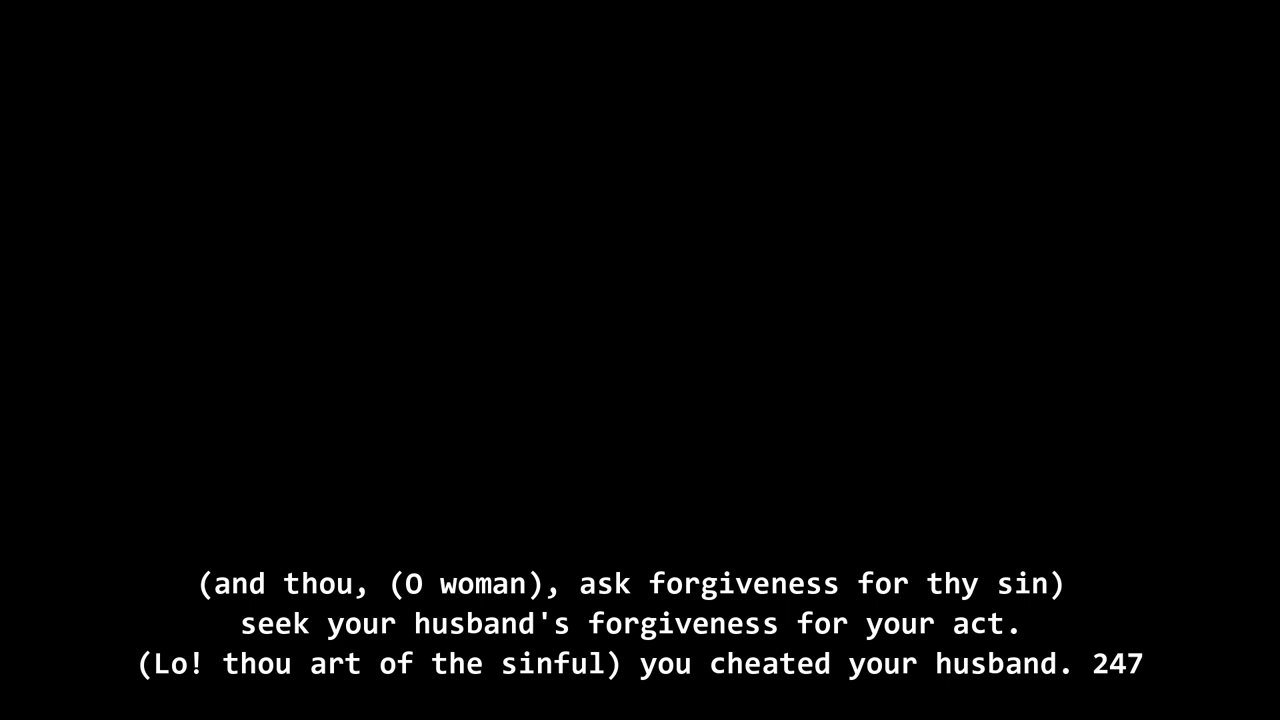 (and thou, (O woman), ask forgiveness for thy sin)
seek your husband's forgiveness for your act.
(Lo! thou art of the sinful) you cheated your husband. 247